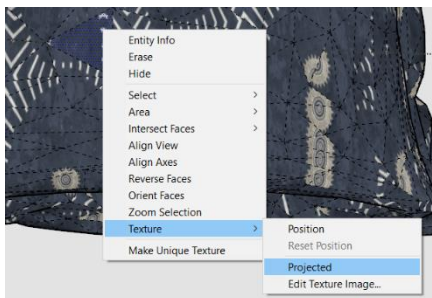 Entity Info
Erase
Hide
Select >
Area >
Intersect Faces >
Align View
Align Axes
Reverse Faces
Orient Faces
Zoom Selection
Texture >
Make Unique Texture
Position
Reset Position
Projected
Edit Texture Image...